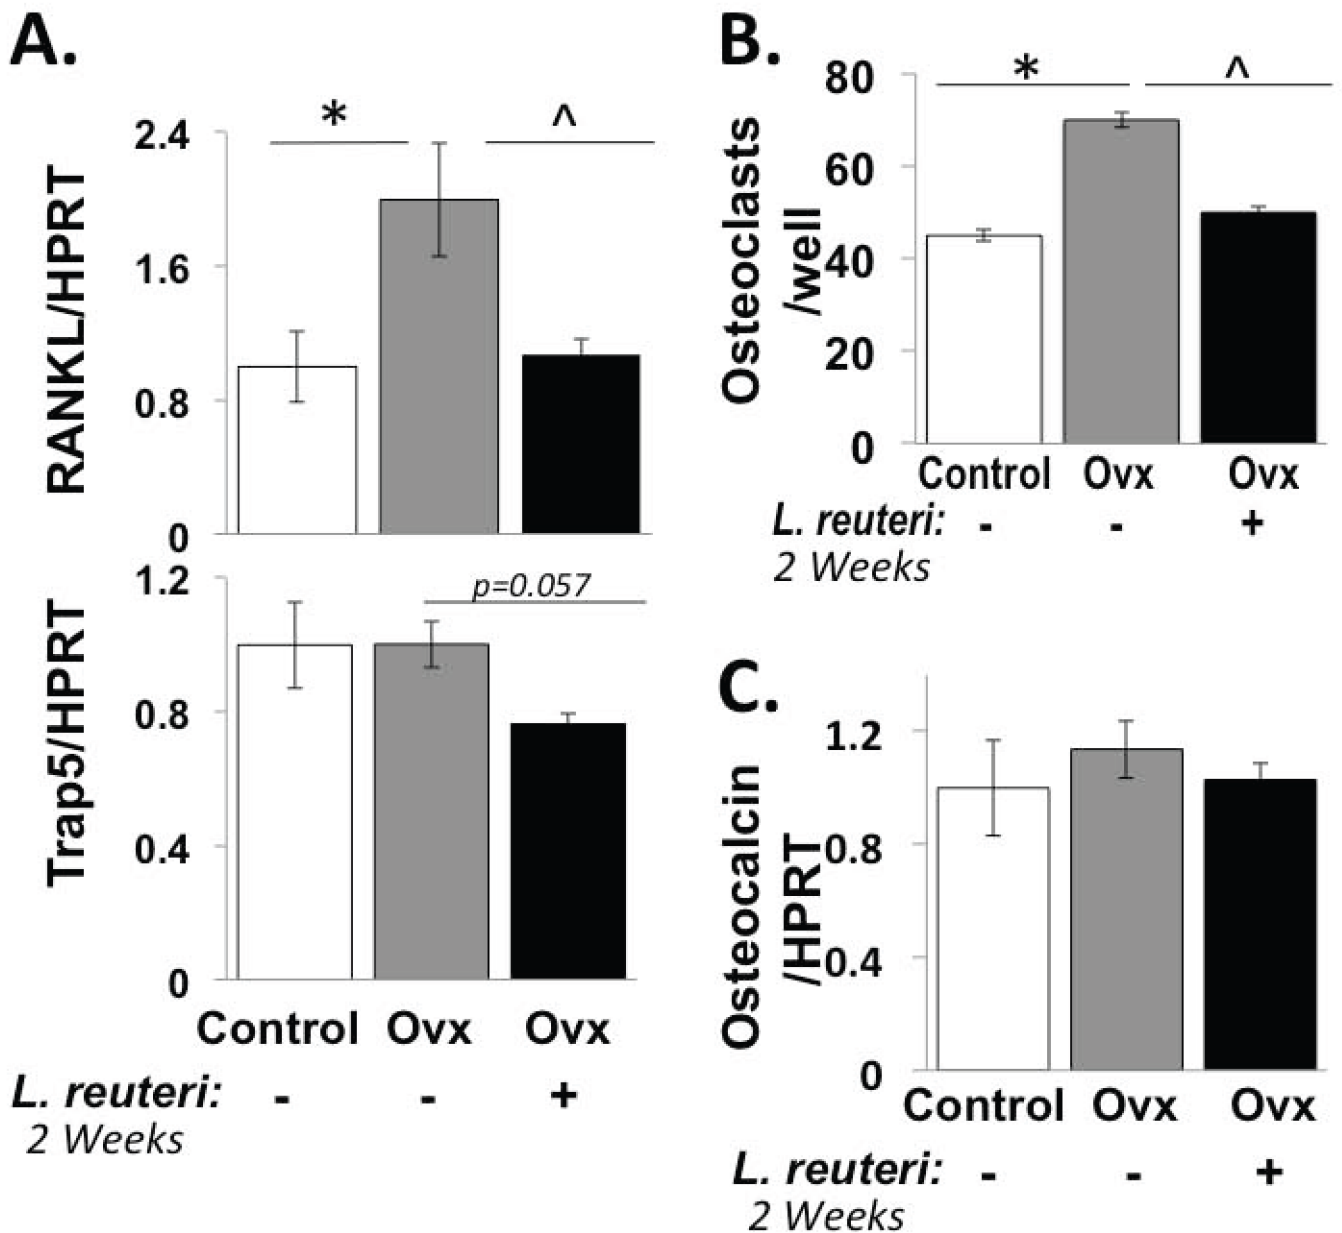 A.
* ^
RANKL/HPRT
2.4
1.6
0.8
0
p=0.057
Trap5/HPRT
1.2
0.8
0.4
0
Control Ovx Ovx
L. reuteri: - - +
2 Weeks
B.
* ^
Osteoclasts
/well
80
60
40
20
0
Control Ovx Ovx
L. reuteri: - - +
2 Weeks
C.
Osteocalcin
/HPRT
1.2
0.8
0.4
0
Control Ovx Ovx
L. reuteri: - - +
2 Weeks